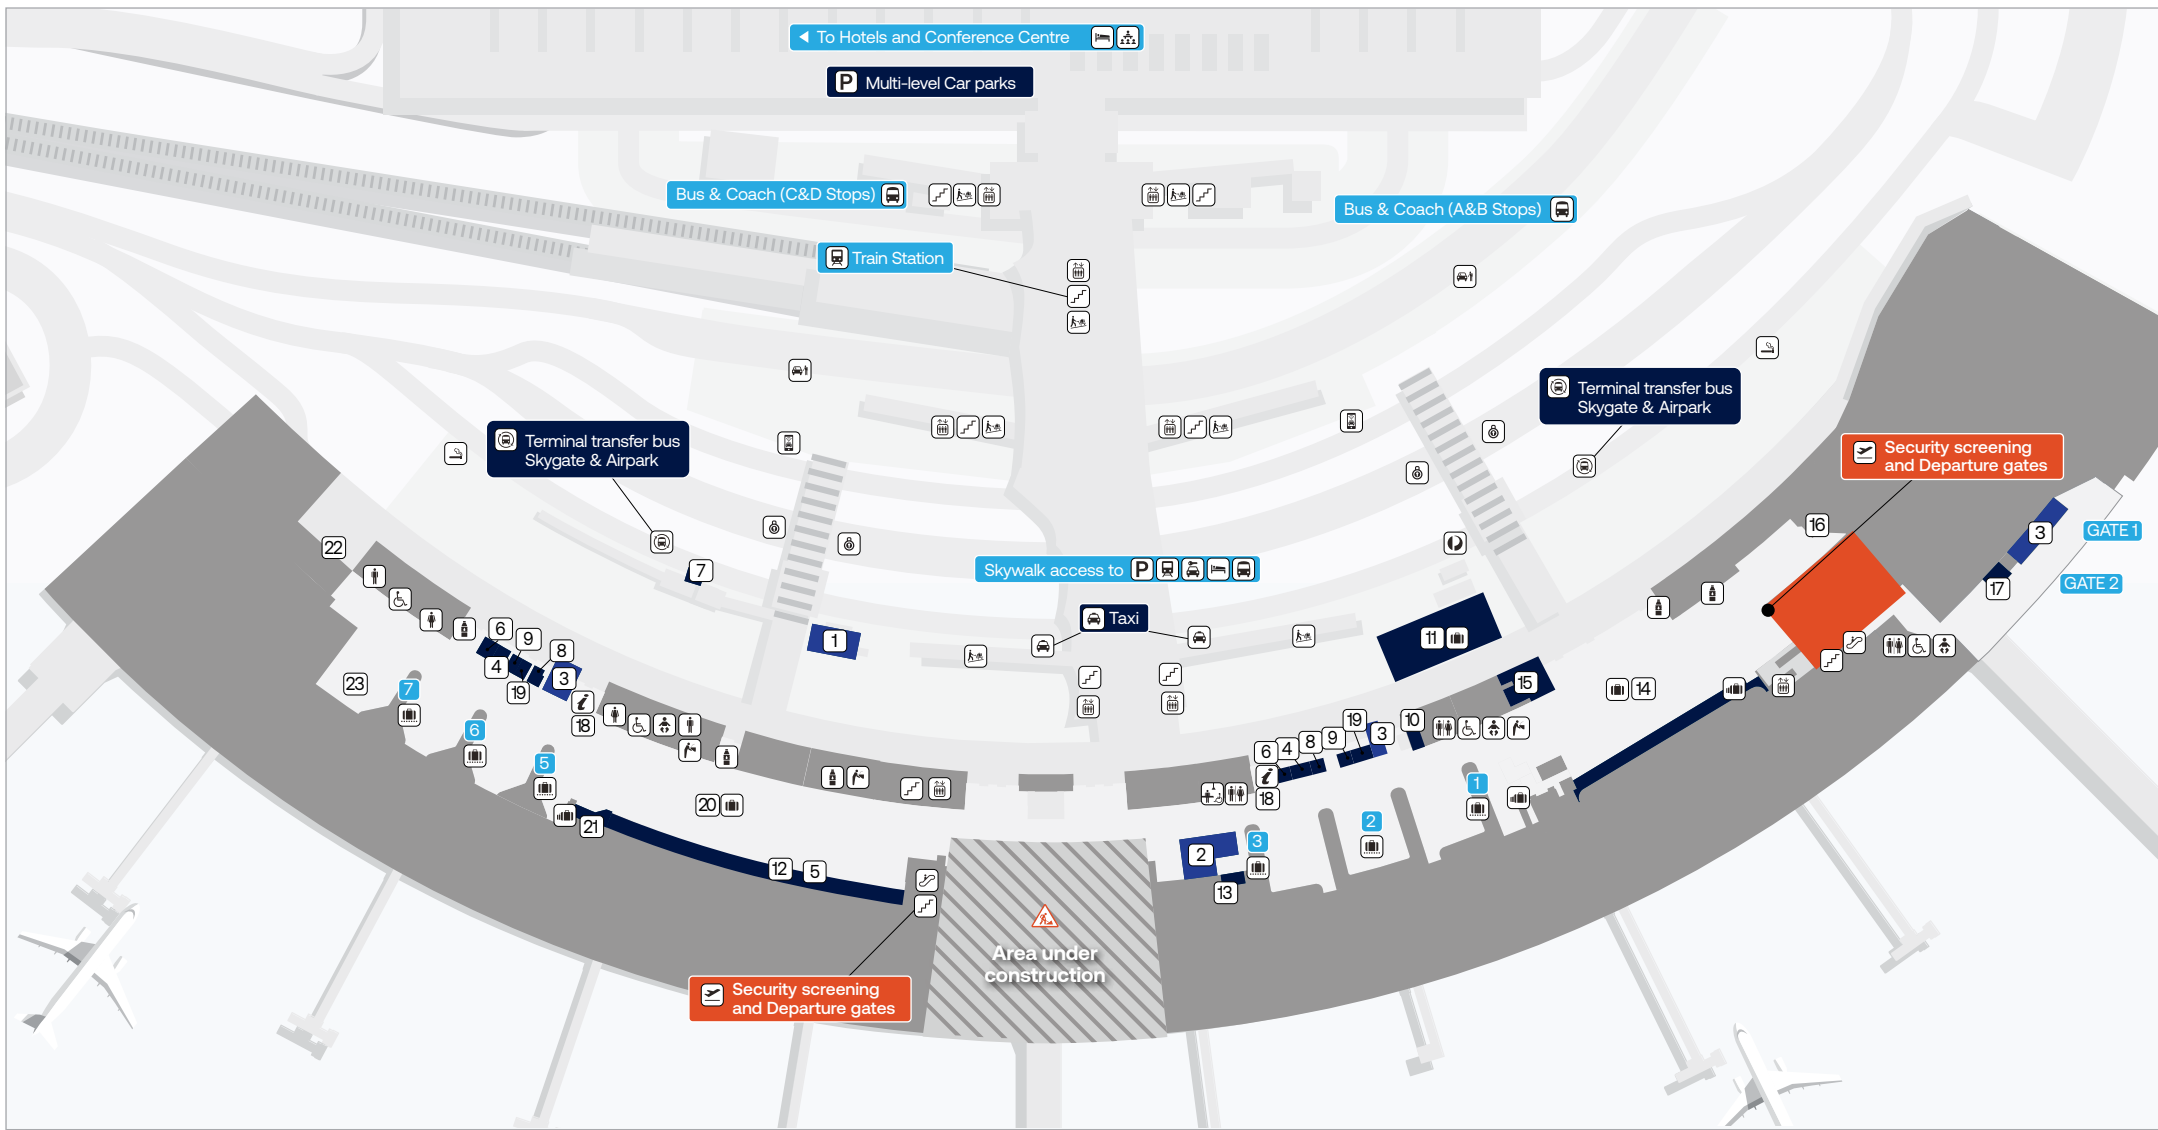 To Hotels and Conference Centre
P Multi-level Car parks
Bus & Coach (C&D Stops)
Bus & Coach (A&B Stops)
Train Station
Terminal transfer bus
Skygate & Airpark
Terminal transfer bus
Skygate & Airpark
Security screening
and Departure gates
16
3
GATE 1
22
7
Skywalk access to P
GATE 2
17
Taxi
6
9
1
11
8
4
3
19
23
7
15
14
18
6
19
10
3
9
8
4
6
5
1
18
20
21
2
3
2
12
5
13
Area under
construction
Security screening
and Departure gates